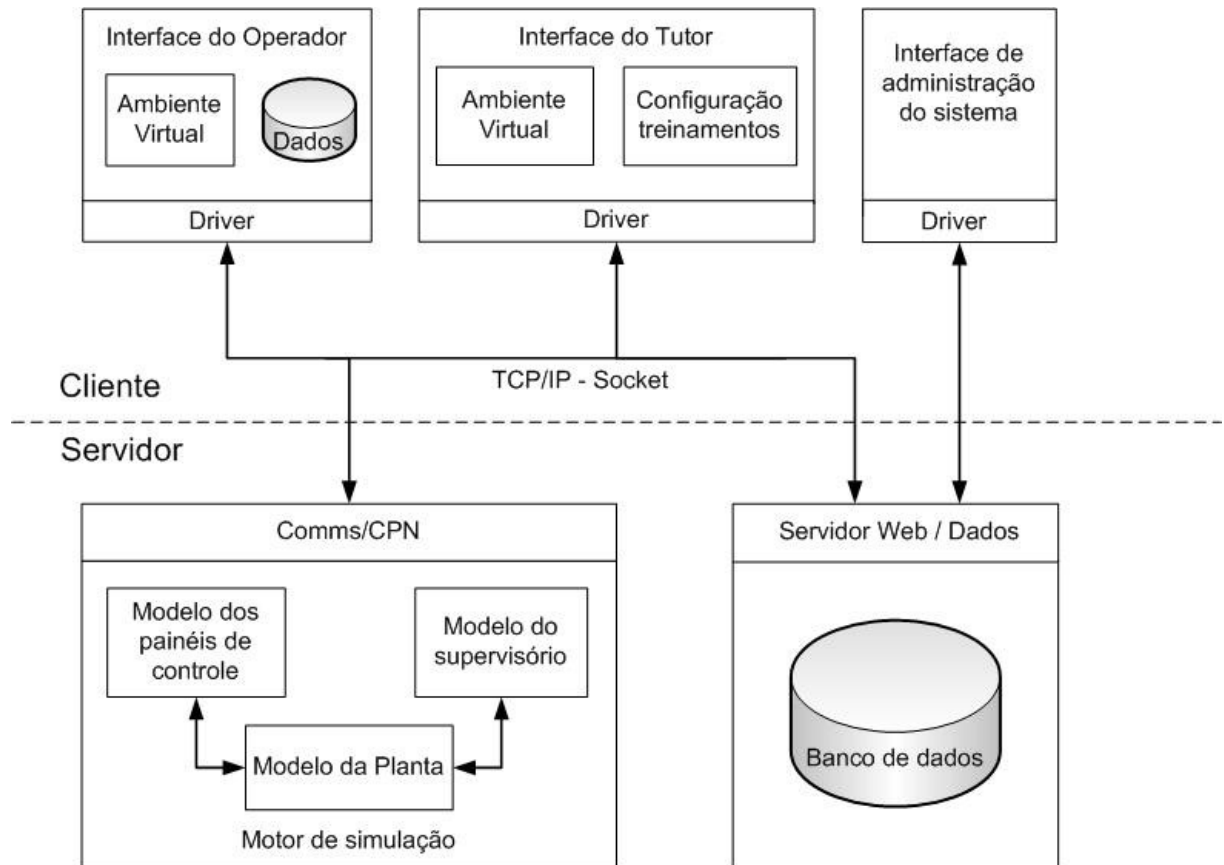 Interface do Operador
Ambiente
Virtual
Dados
Driver
Interface do Tutor
Ambiente
Virtual
Configuração
treinamentos
Driver
Interface de
administração
do sistema
Driver
TCP/IP - Socket
Cliente
Servidor
Comms/CPN
Modelo dos
painéis de
controle
Modelo do
supervisório
Modelo da Planta
Motor de simulação
Servidor Web / Dados
Banco de dados